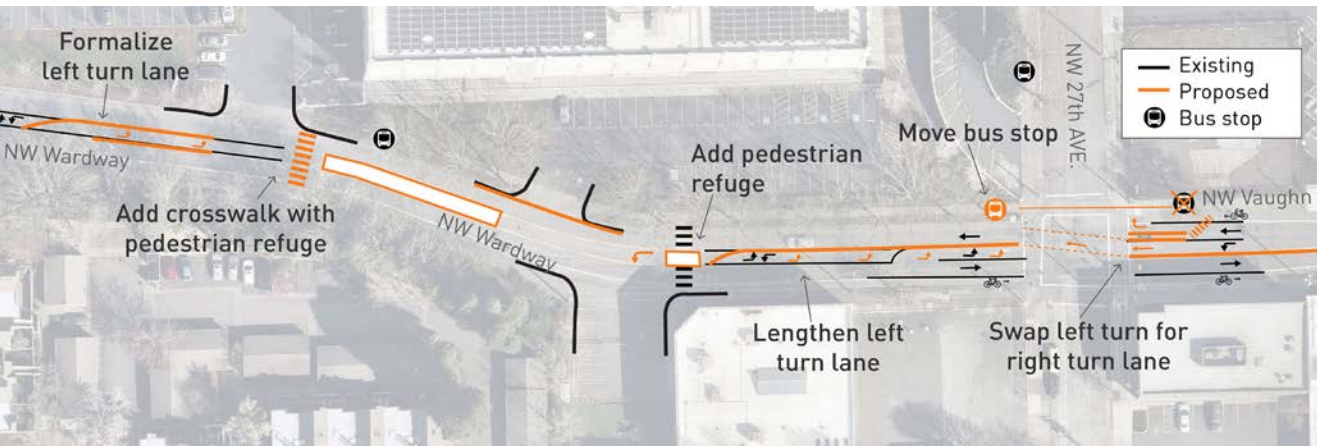 Formalize
left turn lane
NW Wardway
Add crosswalk with
pedestrian refuge
NW Wardway
Add pedestrian
refuge
Lengthen left
turn lane
Move bus stop
NW 27th AVE.
Existing
Proposed
Bus stop
NW Vaughn
Swap left turn for
right turn lane